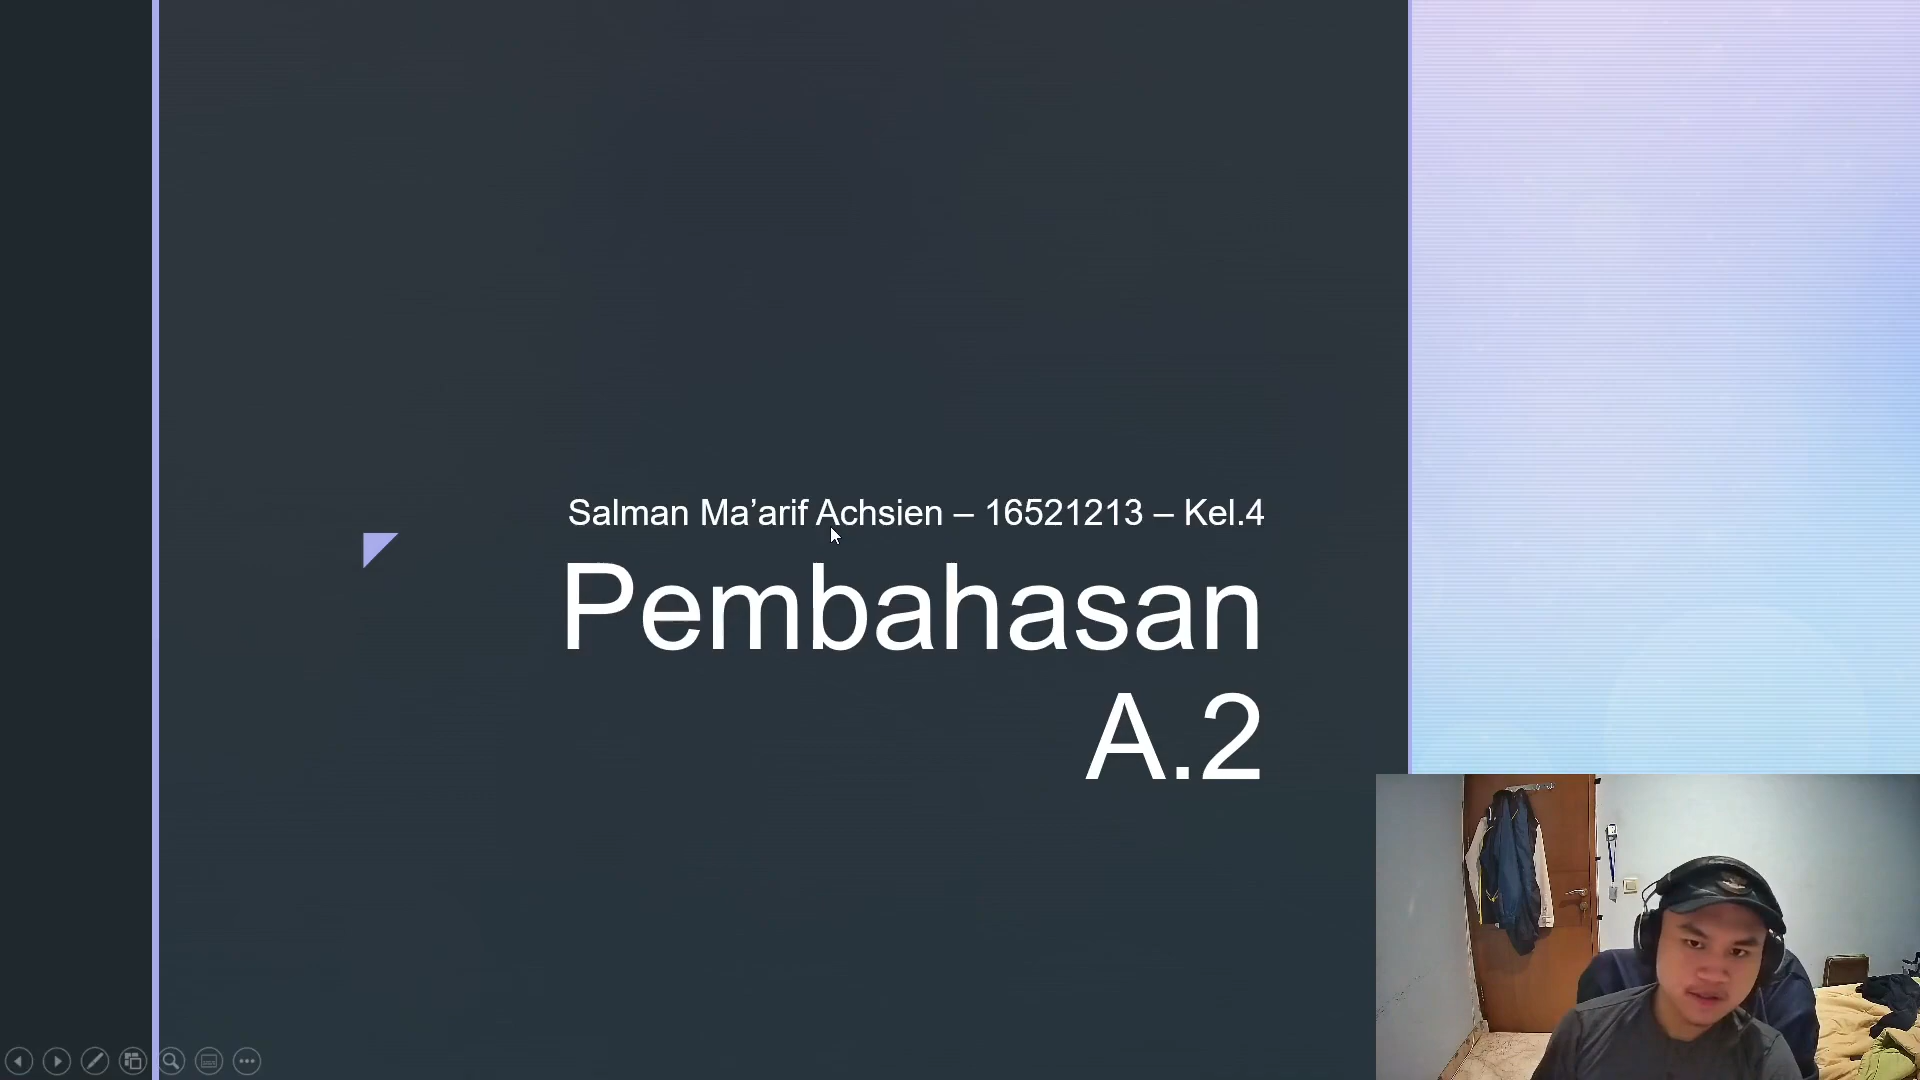 Salman Ma’arif Achsien – 16521213 – Kel.4
Pembahasan
A.2